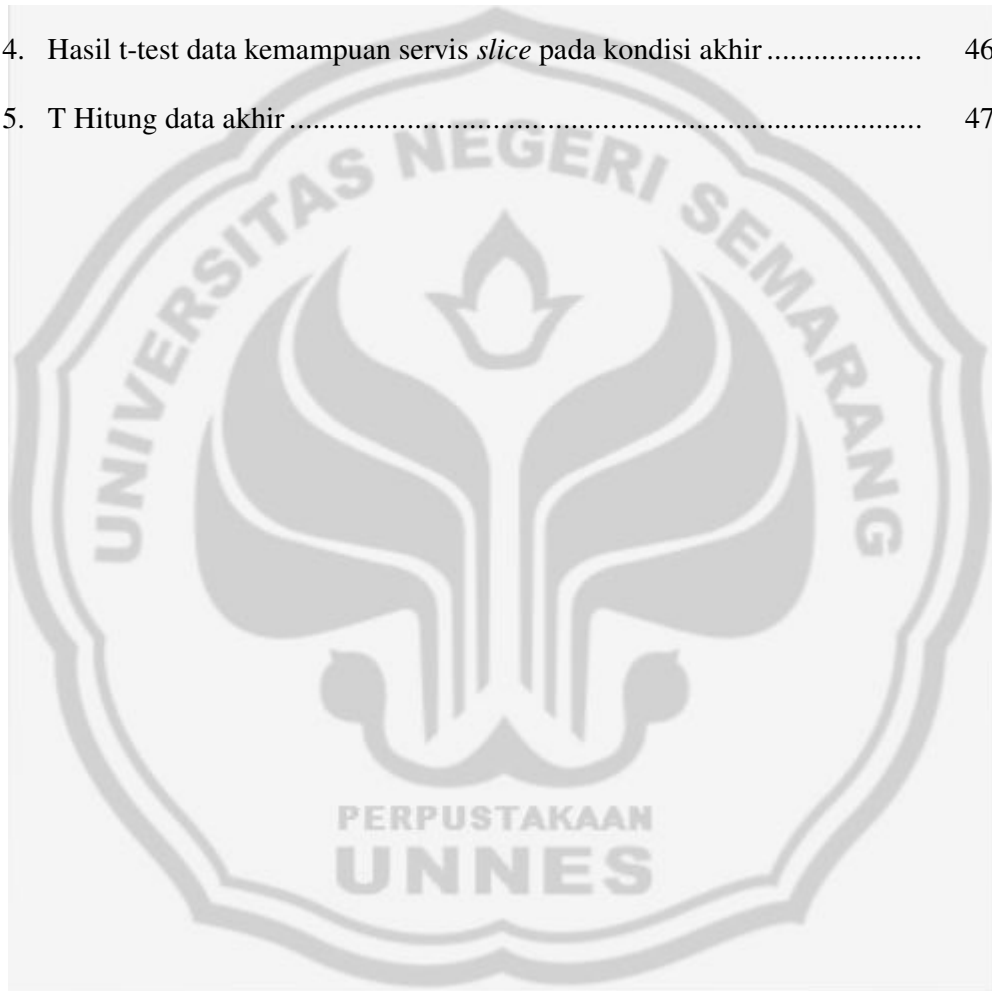 4. Hasil t-test data kemampuan servis slice pada kondisi akhir .................... 46
5. T Hitung data akhir ................................................................................. 47
UNIVERSITAS NEGERI SEMARANG
PERPUSTAKAAN
UNNES